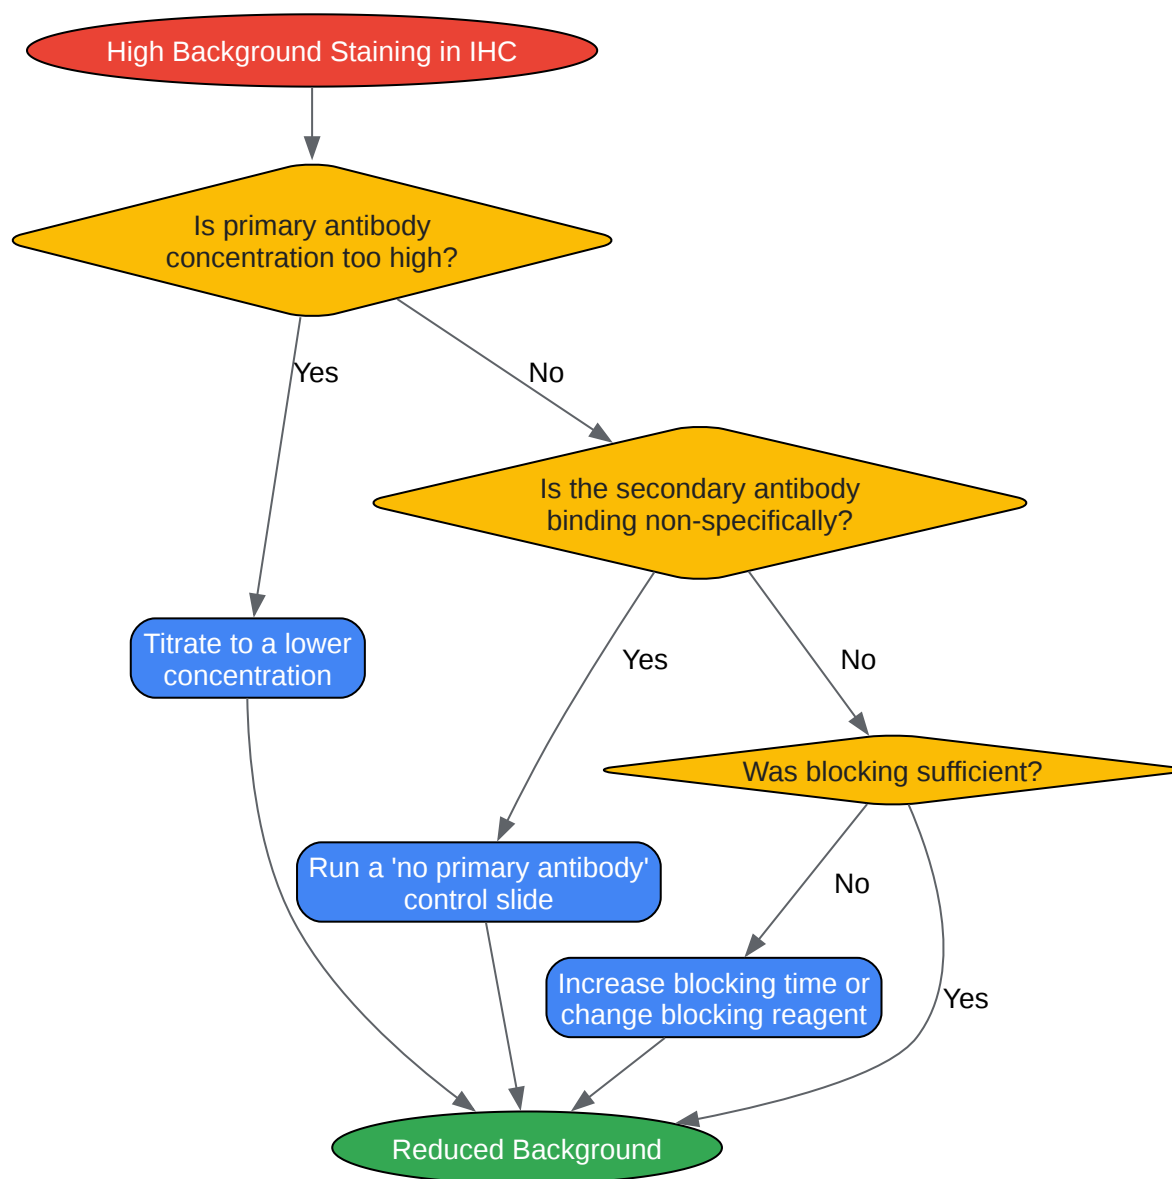 High Background Staining in IHC
Is primary antibody
concentration too high?
Yes
No
Is the secondary antibody
binding non-specifically?
Titrate to a lower
concentration
Yes
No
Was blocking sufficient?
Run a 'no primary antibody'
control slide
No
Increase blocking time or
change blocking reagent
Yes
Reduced Background